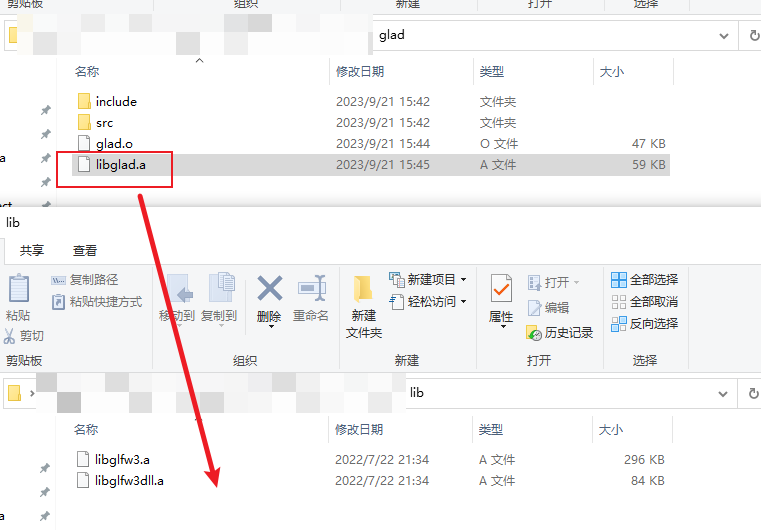 剪贴板 组织 新建 打开 选择
glad
名称 修改日期 类型 大小
include 2023/9/21 15:42 文件夹
src 2023/9/21 15:42 文件夹
glad.o 2023/9/21 15:44 O 文件 47 KB
libglad.a 2023/9/21 15:45 A 文件 59 KB
lib
共享 查看
粘贴
复制路径
粘贴快捷方式
剪切
移动到 复制到 删除 重命名
新建
文件夹
新建项目
轻松访问
属性
打开
编辑
历史记录
全部选择
全部取消
反向选择
剪贴板 组织 新建 打开 选择
lib
名称 修改日期 类型 大小
libglfw3.a 2022/7/22 21:34 A 文件 296 KB
libglfw3dll.a 2022/7/22 21:34 A 文件 84 KB